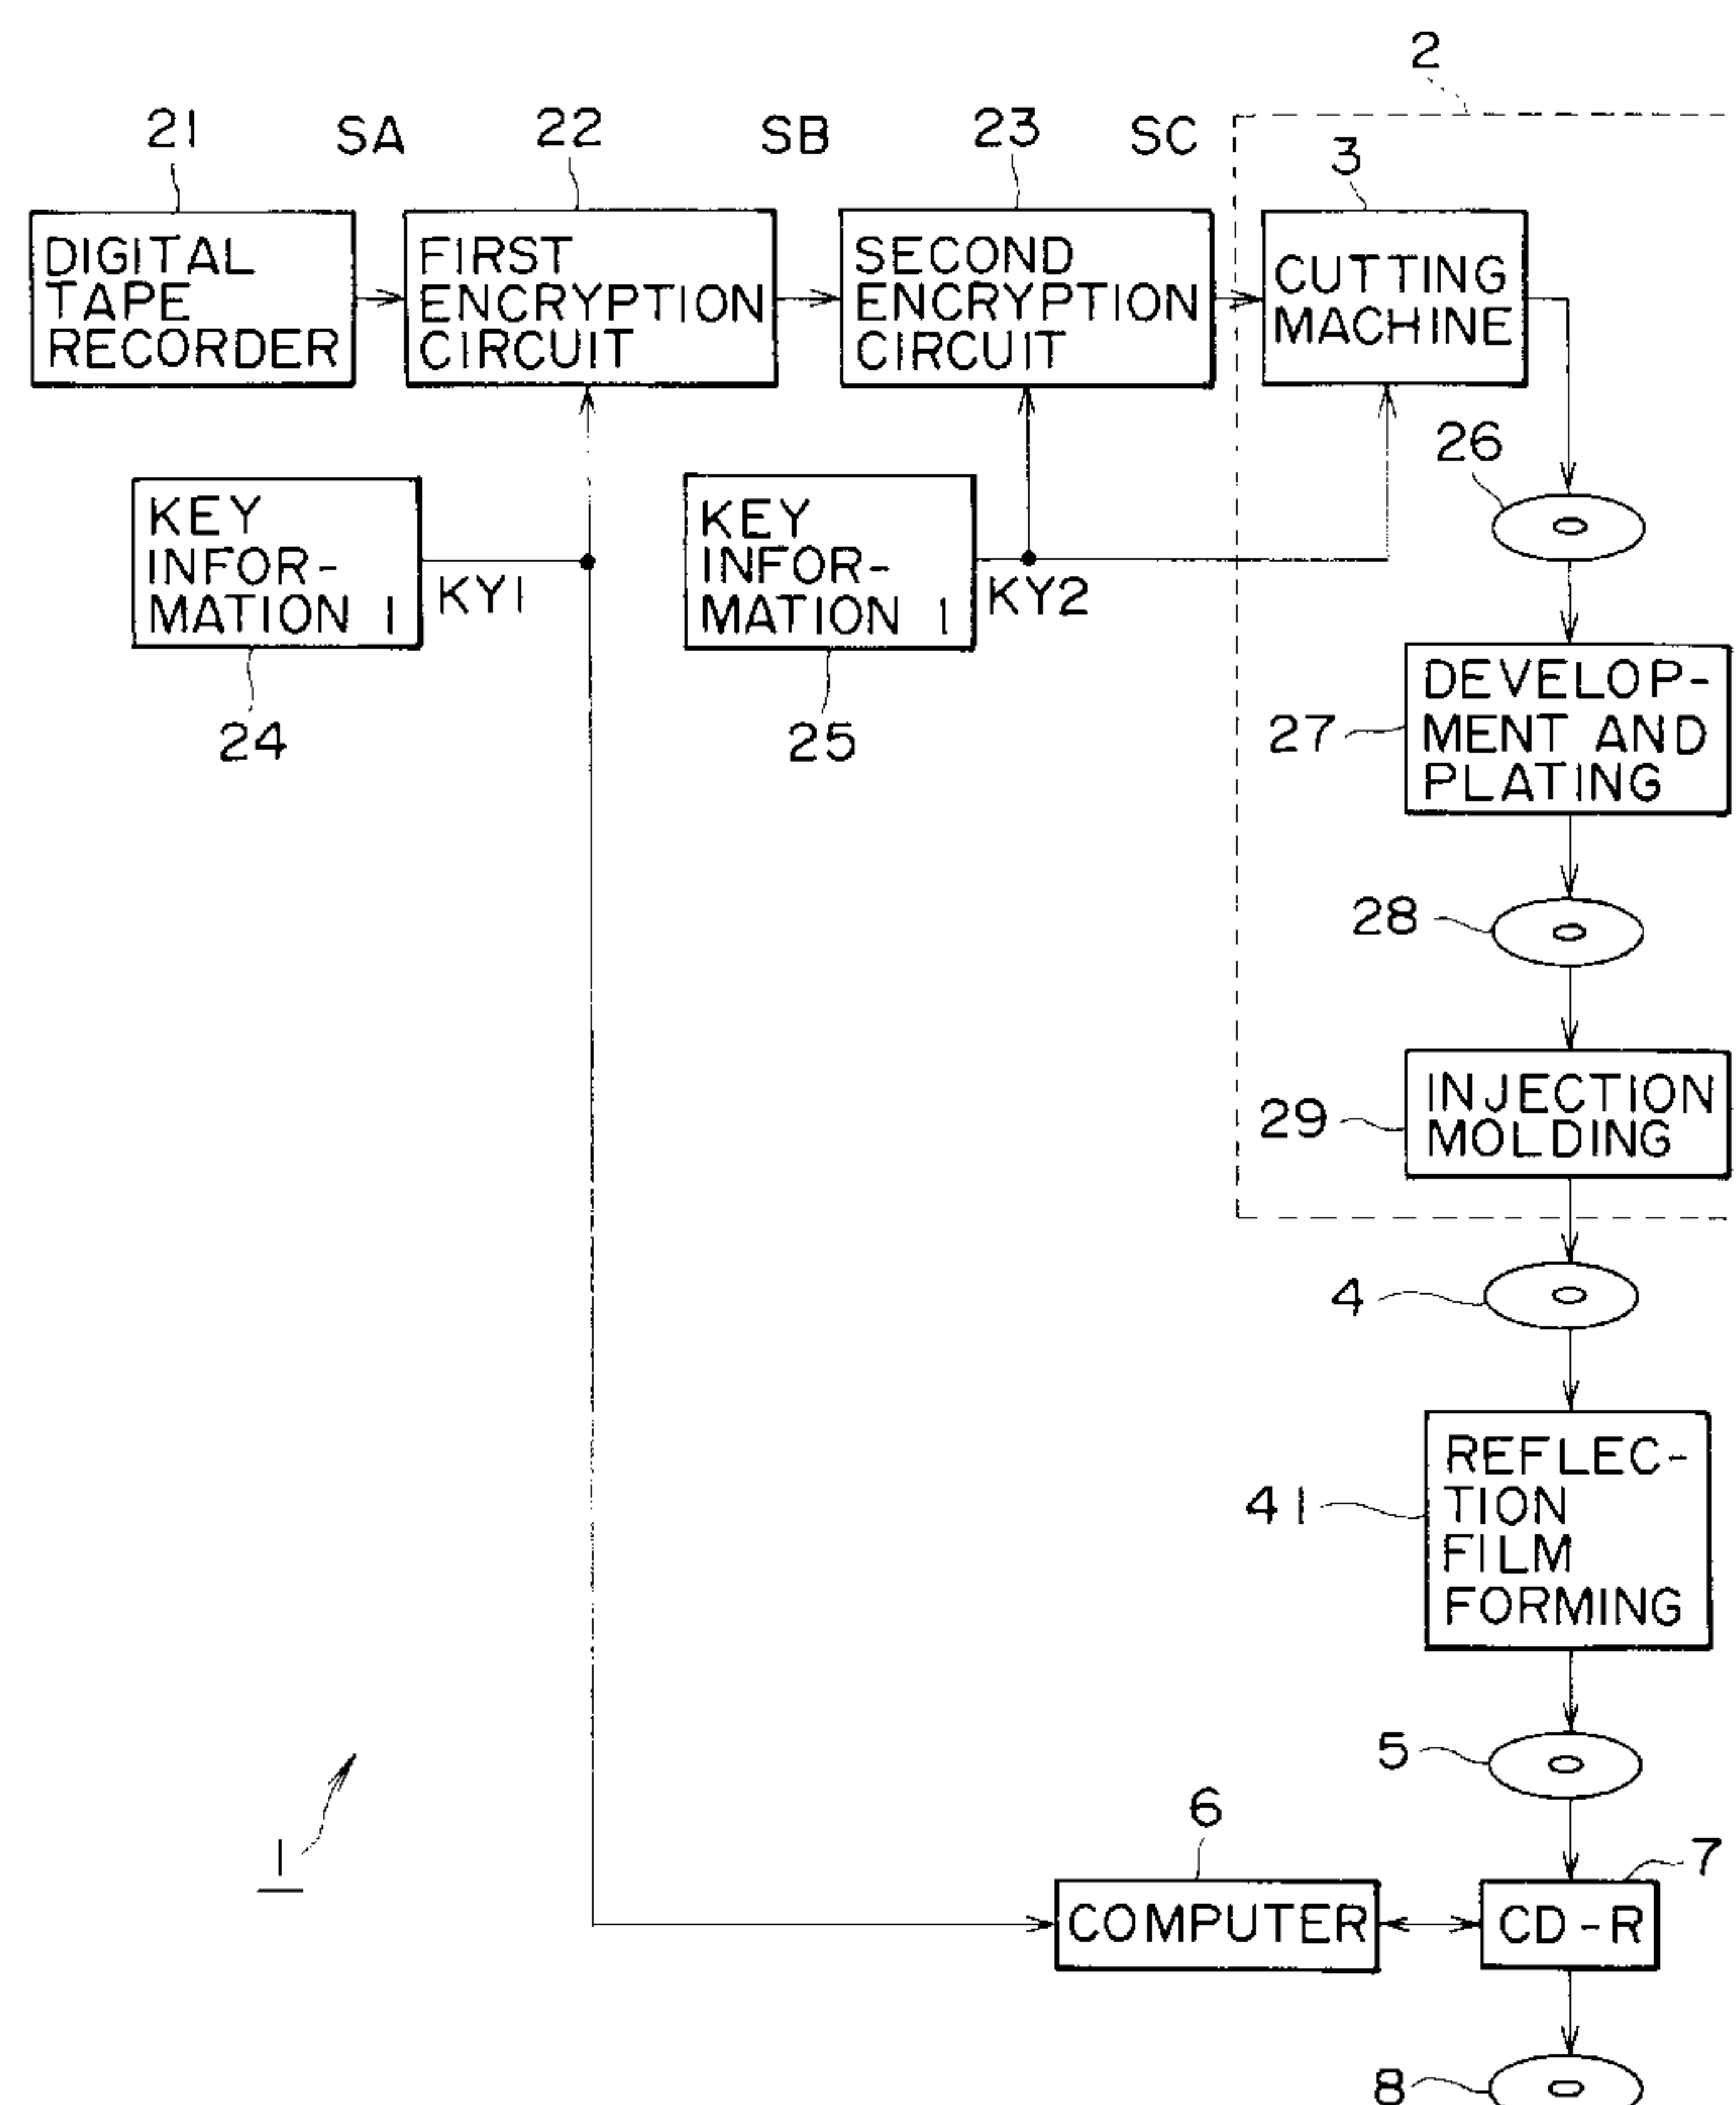 2
21 SA 22 SB 23 SC 3
DIGITAL
TAPE
RECORDER
FIRST
ENCRYPTION
CIRCUIT
SECOND
ENCRYPTION
CIRCUIT
CUTTING
MACHINE
26
KEY
INFOR-
MATION 1
KY1
KEY
INFOR-
MATION 1
KY2
24
25
27
DEVELOP-
MENT AND
PLATING
28
29
INJECTION
MOLDING
4
41
REFLEC-
TION
FILM
FORMING
5
1
6
7
COMPUTER
CD-R
8